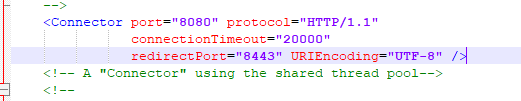 -->
<Connector port="8080" protocol="HTTP/1.1"
connectionTimeout="20000"
redirectPort="8443" URIEncoding="UTF-8" />
<!-- A "Connector" using the shared thread pool-->
<!--